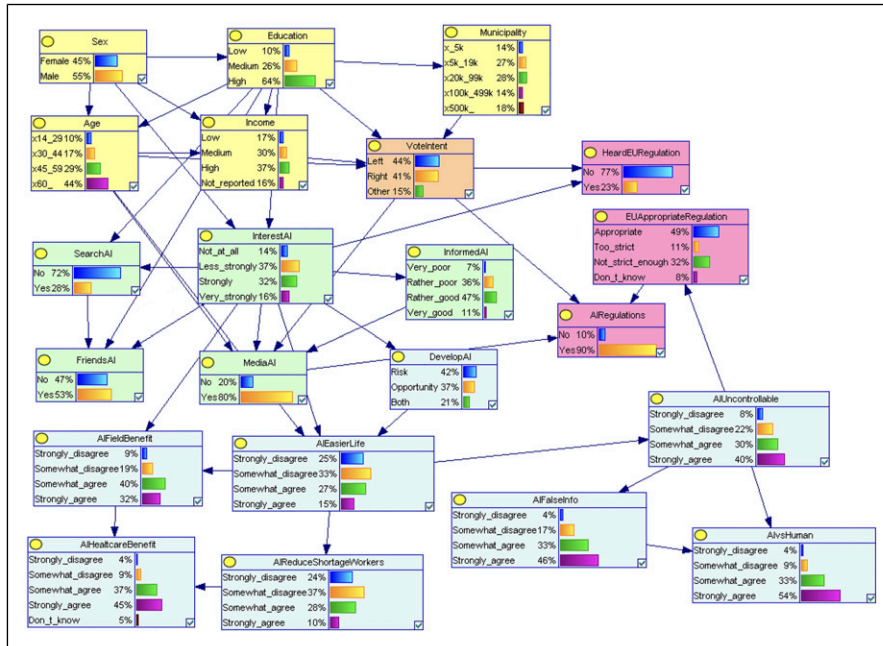 Sex
Female 45%
Male 55%
Education
Low 10%
Medium 26%
High 64%
Municipality
x_5k 14%
x5k_19k 27%
x20k_99k 28%
x100k_499k 14%
x500k_ 18%
Age
x14_29 10%
x30_44 17%
x45_59 29%
x60_ 44%
Income
Low 17%
Medium 30%
High 37%
Not_reported 16%
VoteIntent
Left 44%
Right 41%
Other 15%
HeardEURegulation
No 77%
Yes 23%
EUAppropriateRegulation
Appropriate 49%
Too_strict 11%
Not_strict_enough 32%
Don_t_know 8%
SearchAI
No 72%
Yes 28%
InterestAI
Not_at_all 14%
Less_strongly 37%
Strongly 32%
Very_strongly 16%
InformedAI
Very_poor 7%
Rather_poor 36%
Rather_good 47%
Very_good 11%
AIRegulations
No 10%
Yes 90%
FriendsAI
No 47%
Yes 53%
MediaAI
No 20%
Yes 80%
DevelopAI
Risk 42%
Opportunity 37%
Both 21%
AIUncontrollable
Strongly_disagree 8%
Somewhat_disagree 22%
Somewhat_agree 30%
Strongly_agree 40%
AIFieldBenefit
Strongly_disagree 9%
Somewhat_disagree 19%
Somewhat_agree 40%
Strongly_agree 32%
AIEasierLife
Strongly_disagree 25%
Somewhat_disagree 33%
Somewhat_agree 27%
Strongly_agree 15%
AIFalseInfo
Strongly_disagree 4%
Somewhat_disagree 17%
Somewhat_agree 33%
Strongly_agree 46%
AIvsHuman
Strongly_disagree 4%
Somewhat_disagree 9%
Somewhat_agree 33%
Strongly_agree 54%
AIHealtcareBenefit
Strongly_disagree 4%
Somewhat_disagree 9%
Somewhat_agree 37%
Strongly_agree 45%
Don_t_know 5%
AIReduceShortageWorkers
Strongly_disagree 24%
Somewhat_disagree 37%
Somewhat_agree 28%
Strongly_agree 10%